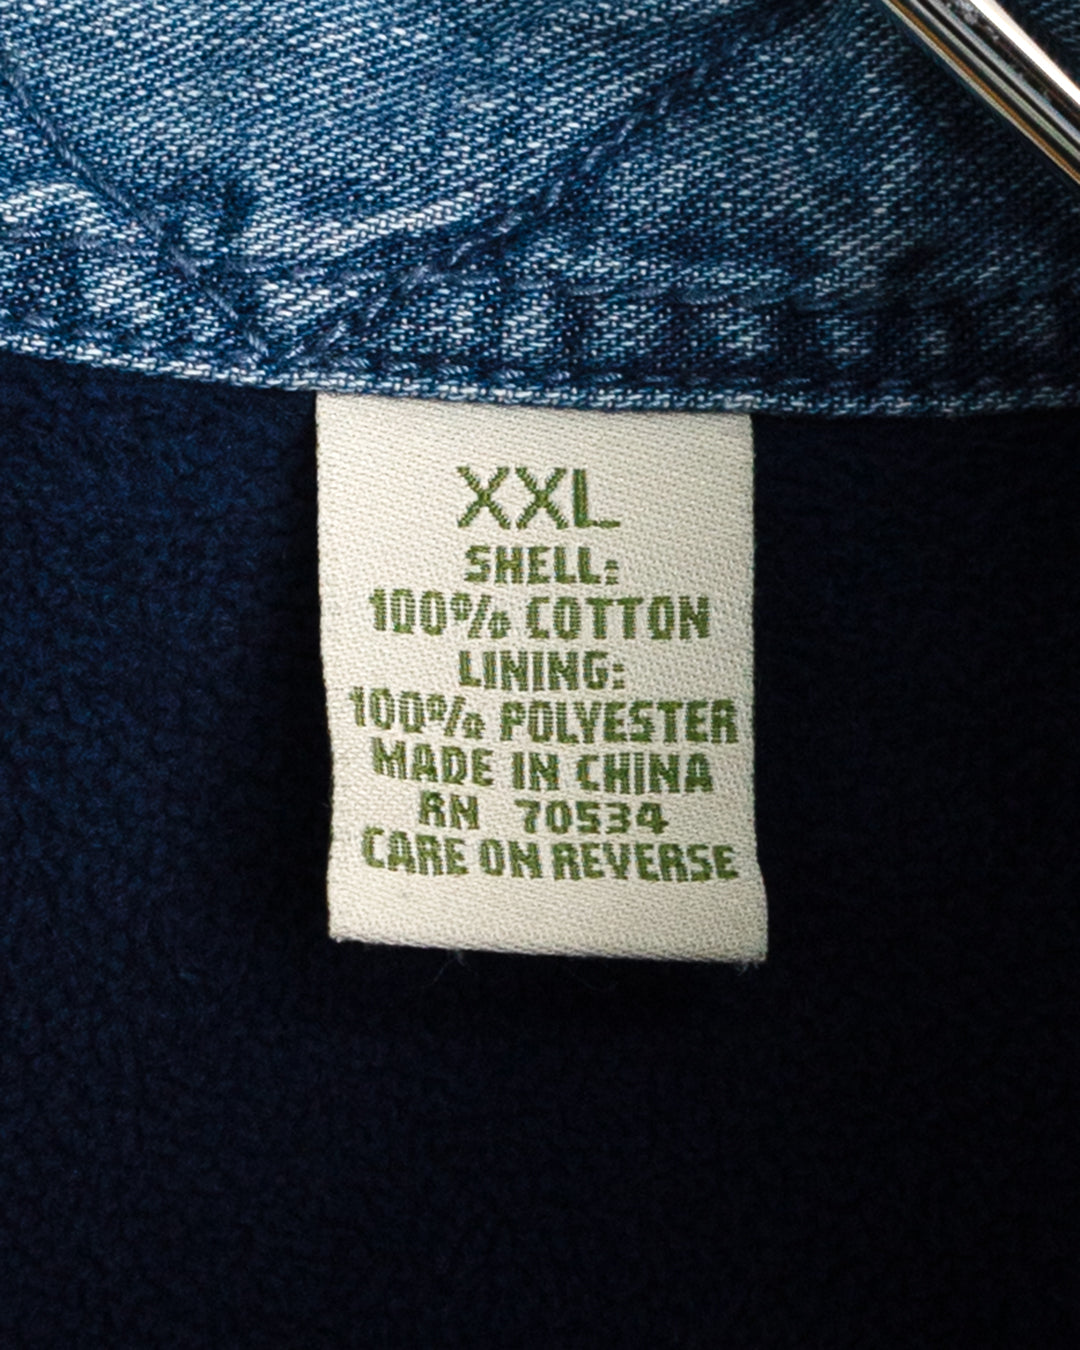 XXL
SHELL:
100% COTTON
LINING:
100% POLYESTER
MADE IN CHINA
RN 70534
CARE ON REVERSE